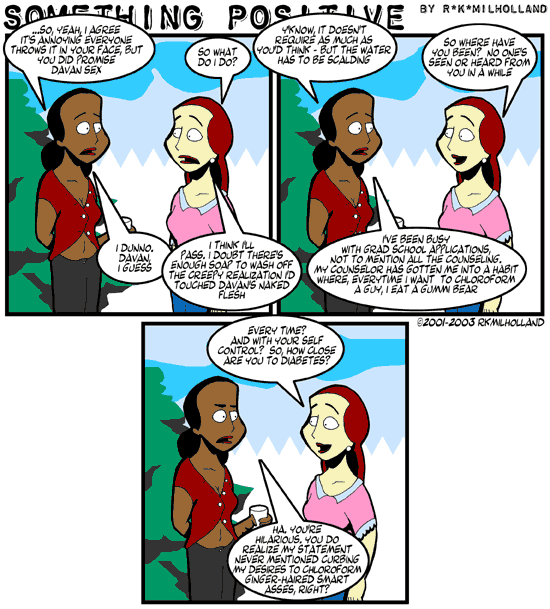 SOMETHING POSITIVE BY R*K*MILHOLLAND
...SO, YEAH, I AGREE
IT'S ANNOYING EVERYONE
THROWS IT IN YOUR FACE, BUT
YOU DID PROMISE
DAVAN SEX
SO WHAT
DO I DO?
I DUNNO.
DAVAN,
I GUESS
I THINK I'LL
PASS. I DOUBT THERE'S
ENOUGH SOAP TO WASH OFF
THE CREEPY REALIZATION I'D
TOUCHED DAVAN'S NAKED
FLESH
Y'KNOW, IT DOESN'T
REQUIRE AS MUCH AS
YOU'D THINK - BUT THE WATER
HAS TO BE SCALDING
SO WHERE HAVE
YOU BEEN? NO ONE'S
SEEN OR HEARD FROM
YOU IN A WHILE
I'VE BEEN BUSY
WITH GRAD SCHOOL APPLICATIONS,
NOT TO MENTION ALL THE COUNSELING.
MY COUNSELOR HAS GOTTEN ME INTO A HABIT
WHERE, EVERYTIME I WANT TO CHLOROFORM
A GUY, I EAT A GUMMI BEAR
©2001-2003 RKMILHOLLAND
EVERY TIME?
AND WITH YOUR SELF
CONTROL? SO, HOW CLOSE
ARE YOU TO DIABETES?
HA, YOU'RE
HILARIOUS, YOU DO
REALIZE MY STATEMENT
NEVER MENTIONED CURBING
MY DESIRES TO CHLOROFORM
GINGER-HAIRED SMART
ASSES, RIGHT?